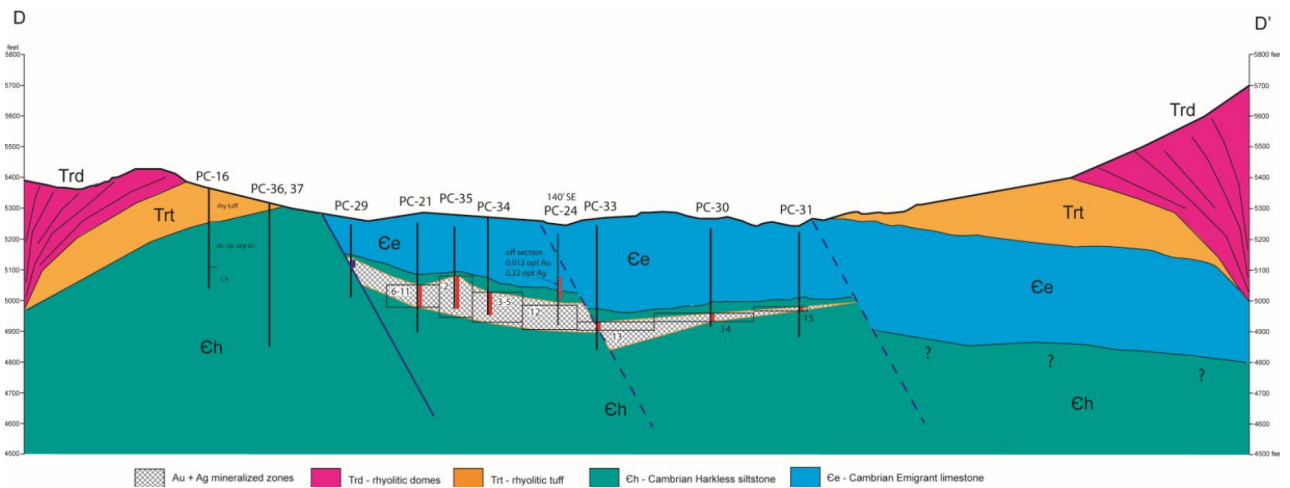 D
D'
feet
5800
5700
5600
5500
5400
5300
5200
5100
5000
4900
4800
4700
4600
4500
5800 feet
5700
5600
5500
5400
5300
5200
5100
5000
4900
4800
4700
4600
4500 feet
Trd
PC-16
PC-36, 37
PC-29
PC-21
PC-35
PC-34
140' SE
PC-24
PC-33
PC-30
PC-31
Trd
Trt
rhy tuff
Trt
Єe
off section
0.012 opt Au
0.22 opt Ag
Єe
Єe
6-11
2
3-5
12
13
14
15
Єh
Єh
Єh
?
?
?
Au + Ag mineralized zones
Trd - rhyolitic domes
Trt - rhyolitic tuff
Єh - Cambrian Harkless siltstone
Єe - Cambrian Emigrant limestone